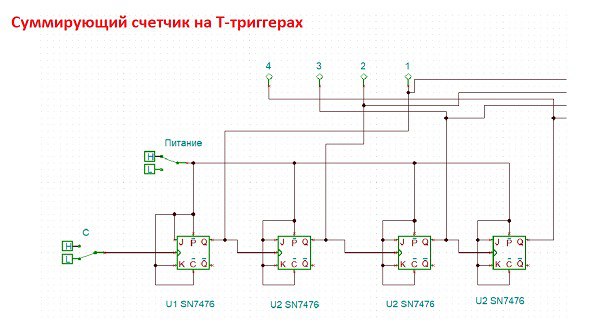 Суммирующий счетчик на Т-триггерах
4 3 2 1
Питание
H
L
C
H
L
J P Q J P Q J P Q J P Q
K C Q K C Q K C Q K C Q
U1 SN7476 U2 SN7476 U2 SN7476 U2 SN7476